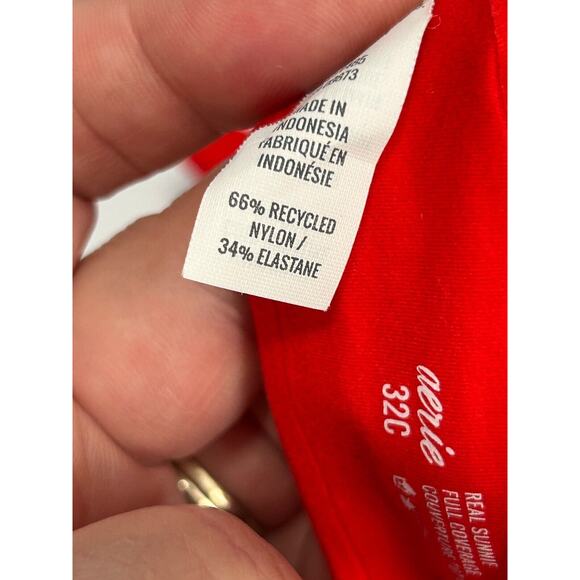 MADE IN
INDONESIA
FABRIQUÉ EN
INDONÉSIE
66% RECYCLED
NYLON /
34% ELASTANE
aerie
32C
REAL SUNNIE
FULL COVERAGE